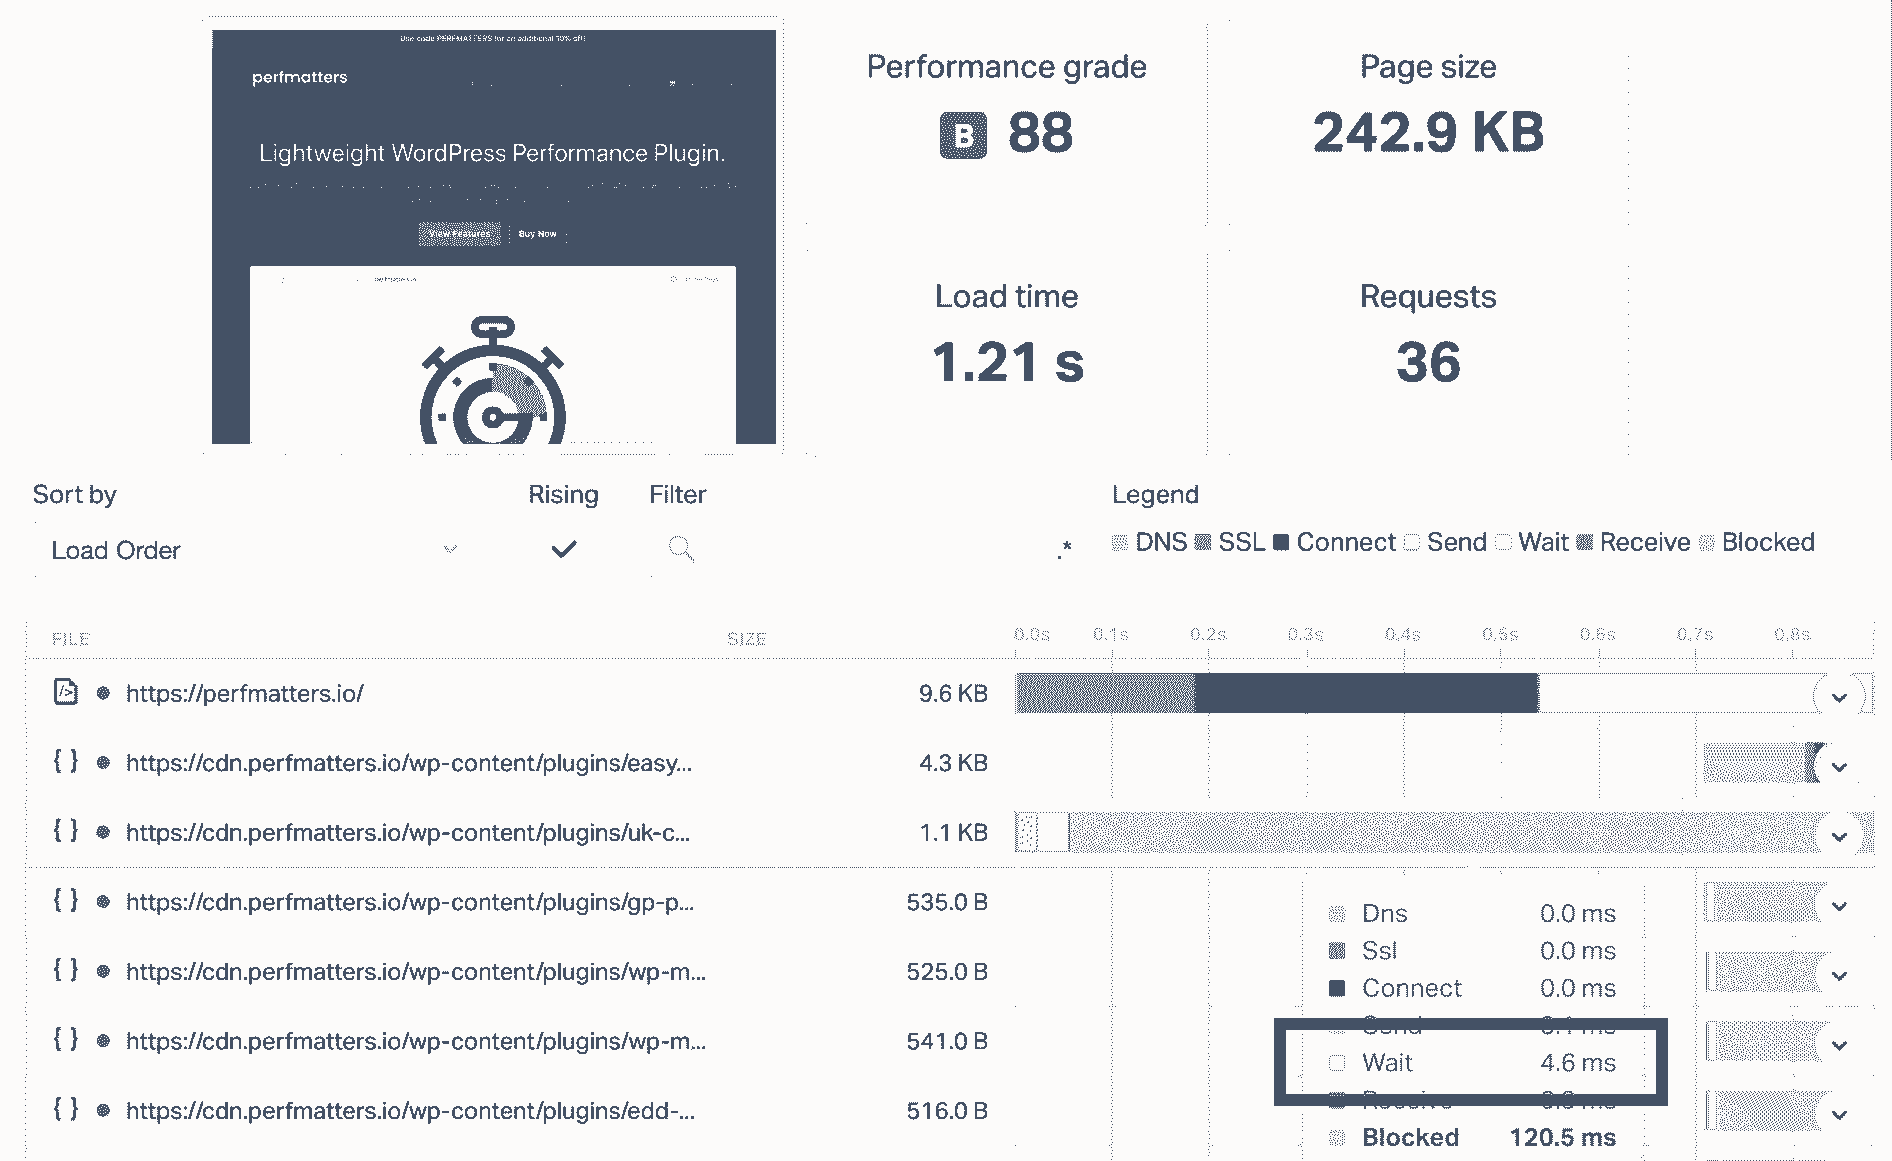 Use code PERFMATTERS for an additional 10% off!
perfmatters
Lightweight WordPress Performance Plugin.
View Features
Buy Now
Performance grade
B 88
Page size
242.9 KB
Load time
1.21 s
Requests
36
Sort by
Rising
Filter
Load Order
.*
Legend
DNS SSL Connect Send Wait Receive Blocked
FILE SIZE 0.0s 0.1s 0.2s 0.3s 0.4s 0.5s 0.6s 0.7s 0.8s
https://perfmatters.io/ 9.6 KB
https://cdn.perfmatters.io/wp-content/plugins/easy... 4.3 KB
https://cdn.perfmatters.io/wp-content/plugins/uk-c... 1.1 KB
https://cdn.perfmatters.io/wp-content/plugins/gp-p... 535.0 B
https://cdn.perfmatters.io/wp-content/plugins/wp-m... 525.0 B
https://cdn.perfmatters.io/wp-content/plugins/wp-m... 541.0 B
https://cdn.perfmatters.io/wp-content/plugins/edd-... 516.0 B
Dns 0.0 ms
Ssl 0.0 ms
Connect 0.0 ms
Send
Wait 4.6 ms
Receive
Blocked 120.5 ms